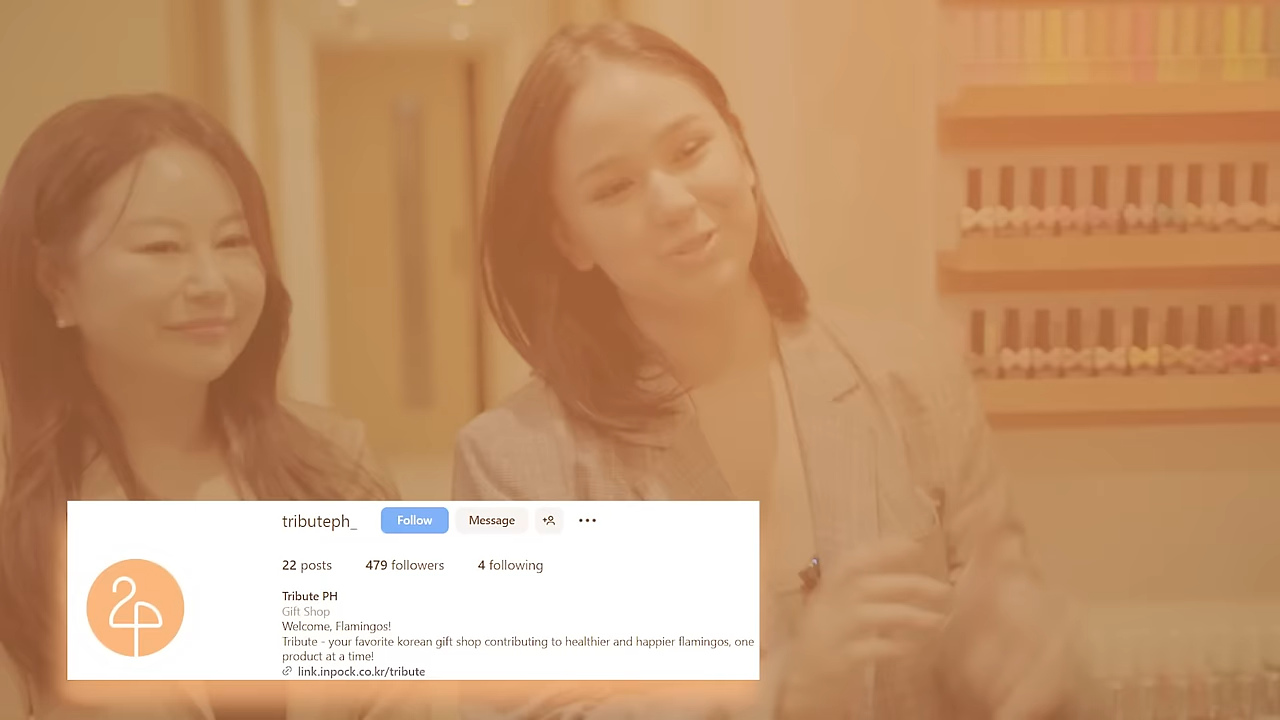 tributeph_ Follow Message
22 posts 479 followers 4 following
Tribute PH
Gift Shop
Welcome, Flamingos!
Tribute - your favorite korean gift shop contributing to healthier and happier flamingos, one
product at a time!
link.inpock.co.kr/tribute